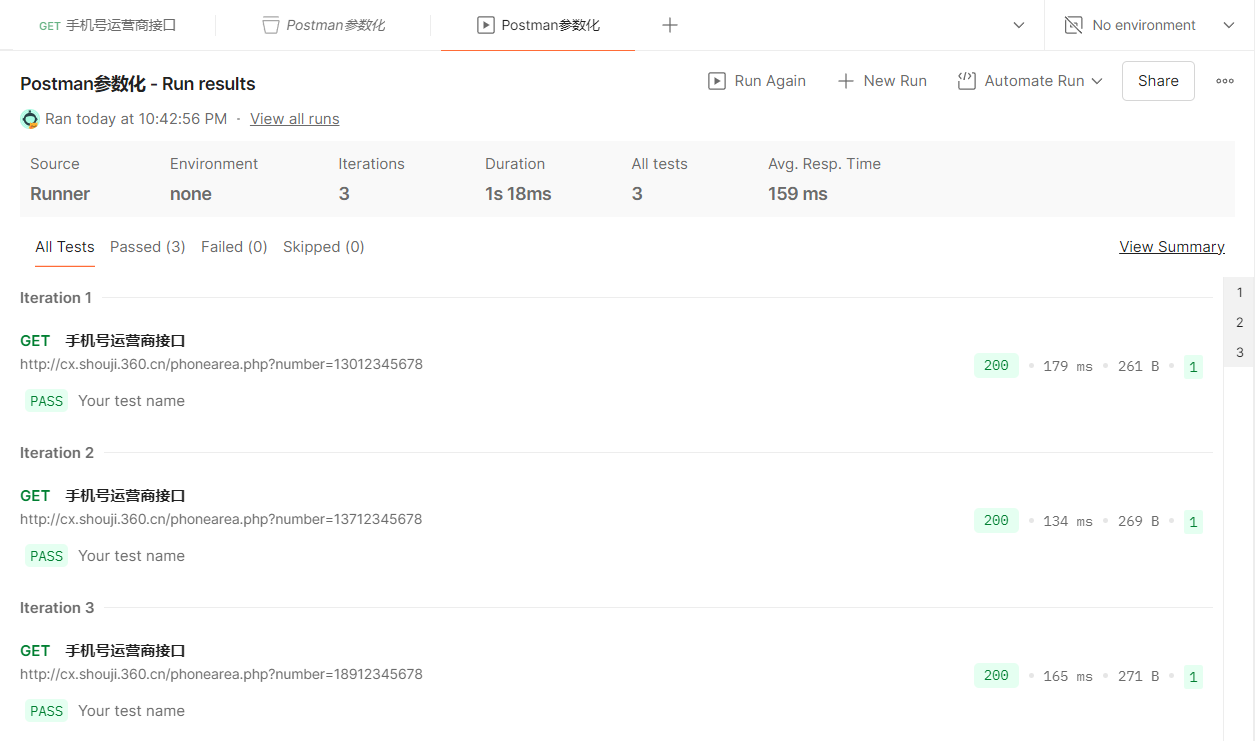 GET 手机号运营商接口 Postman参数化 Postman参数化 No environment
Postman参数化 - Run results Run Again New Run Automate Run Share
Ran today at 10:42:56 PM · View all runs
Source Environment Iterations Duration All tests Avg. Resp. Time
Runner none 3 1s 18ms 3 159 ms
All Tests Passed (3) Failed (0) Skipped (0) View Summary
Iteration 1 1
2
3
GET 手机号运营商接口
http://cx.shouji.360.cn/phonearea.php?number=13012345678 200 179 ms 261 B 1
PASS Your test name
Iteration 2
GET 手机号运营商接口
http://cx.shouji.360.cn/phonearea.php?number=13712345678 200 134 ms 269 B 1
PASS Your test name
Iteration 3
GET 手机号运营商接口
http://cx.shouji.360.cn/phonearea.php?number=18912345678 200 165 ms 271 B 1
PASS Your test name